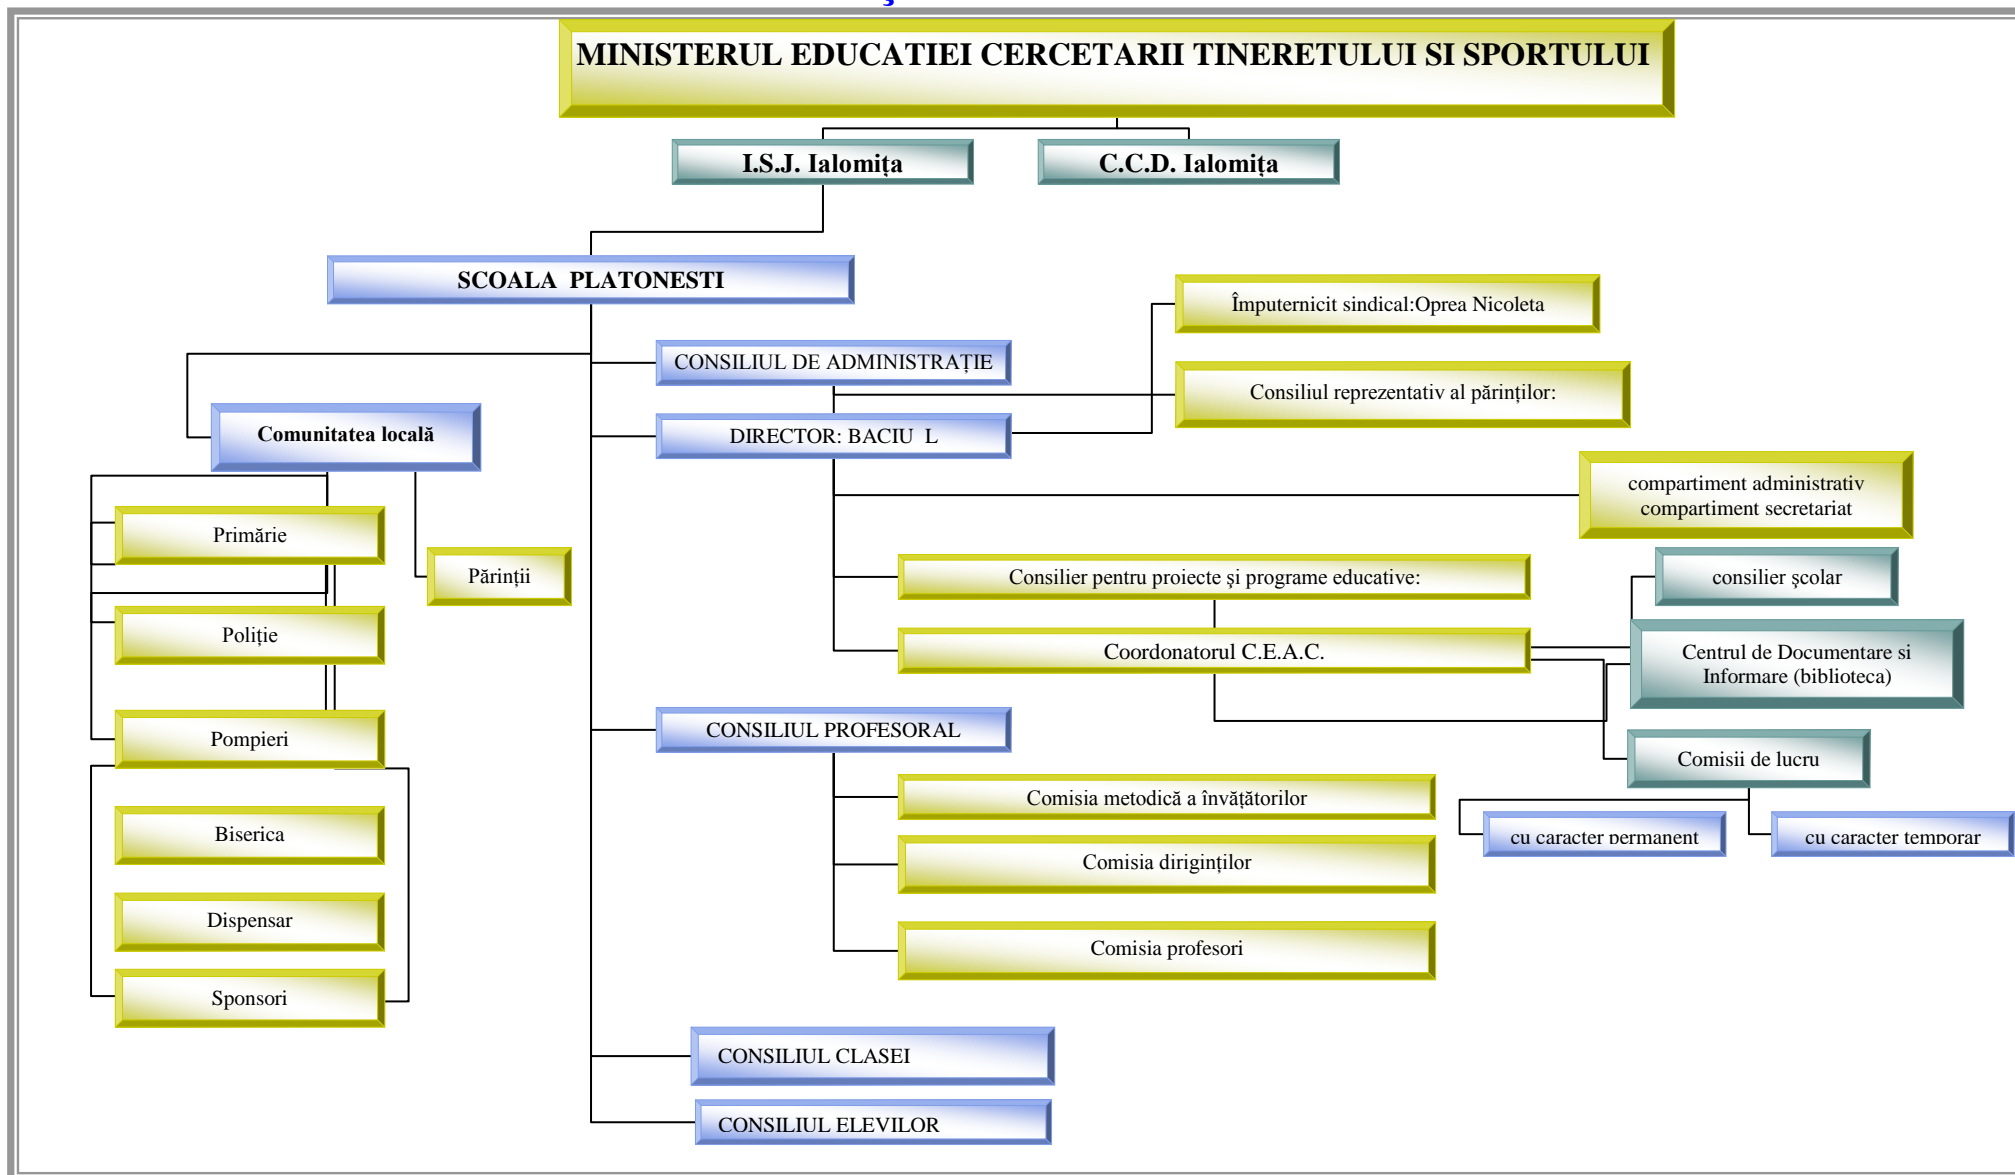 MINISTERUL EDUCATIEI CERCETARII TINERETULUI SI SPORTULUI
I.S.J. Ialomița
C.C.D. Ialomița
SCOALA PLATONESTI
Împuternicit sindical:Oprea Nicoleta
CONSILIUL DE ADMINISTRAȚIE
Consiliul reprezentativ al părinților:
DIRECTOR: BACIU L
Comunitatea locală
compartiment administrativ
compartiment secretariat
Primărie
Părinții
Consilier pentru proiecte şi programe educative:
consilier şcolar
Poliție
Coordonatorul C.E.A.C.
Centrul de Documentare si
Informare (biblioteca)
Pompieri
CONSILIUL PROFESORAL
Comisii de lucru
Comisia metodică a învățătorilor
cu caracter permanent
cu caracter temporar
Biserica
Comisia diriginților
Dispensar
Comisia profesori
Sponsori
CONSILIUL CLASEI
CONSILIUL ELEVILOR